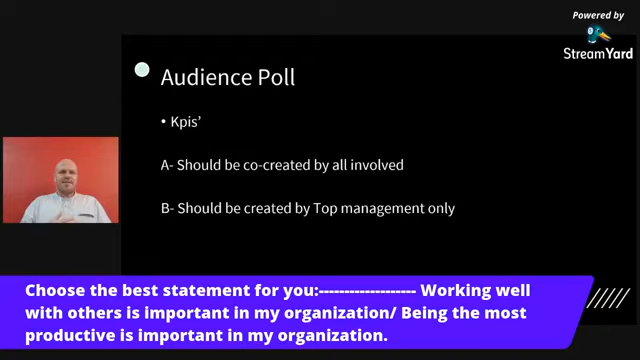 Powered by
StreamYard
Audience Poll
• Kpis’
A- Should be co-created by all involved
B- Should be created by Top management only
Choose the best statement for you:------------------- Working well
with others is important in my organization/ Being the most
productive is important in my organization.